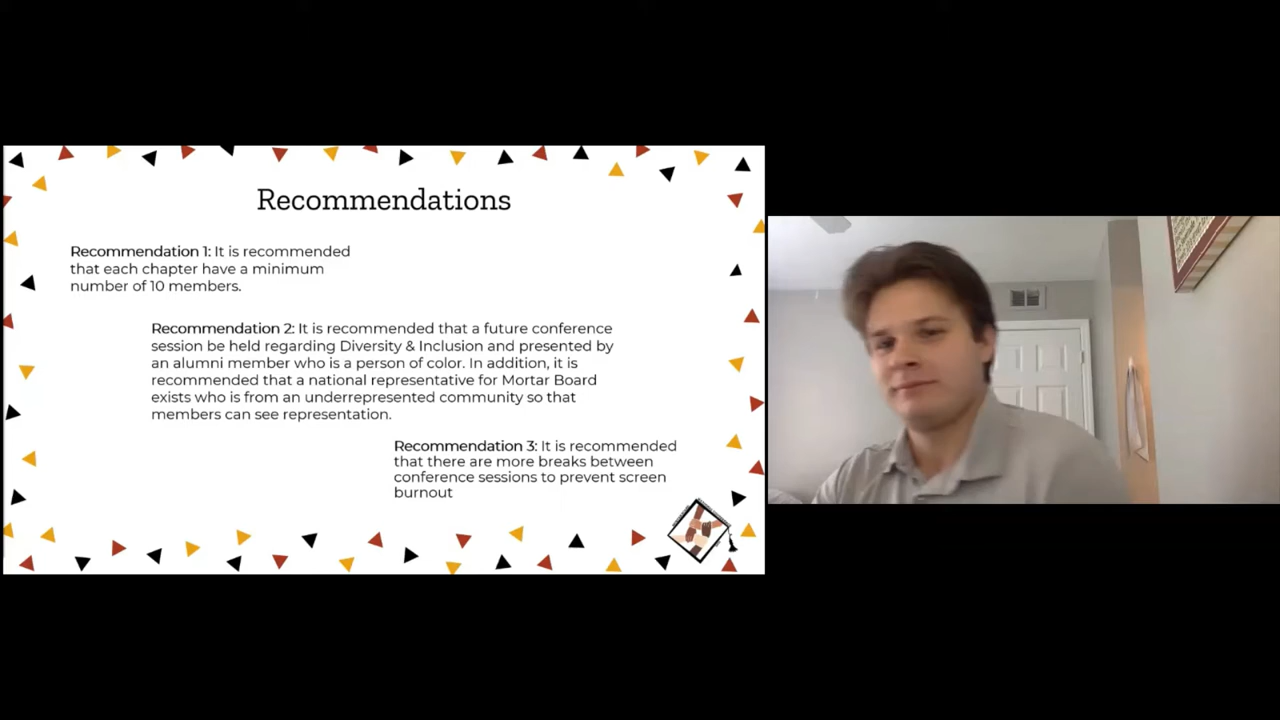 Recommendations
Recommendation 1: It is recommended
that each chapter have a minimum
number of 10 members.
Recommendation 2: It is recommended that a future conference
session be held regarding Diversity & Inclusion and presented by
an alumni member who is a person of color. In addition, it is
recommended that a national representative for Mortar Board
exists who is from an underrepresented community so that
members can see representation.
Recommendation 3: It is recommended
that there are more breaks between
conference sessions to prevent screen
burnout